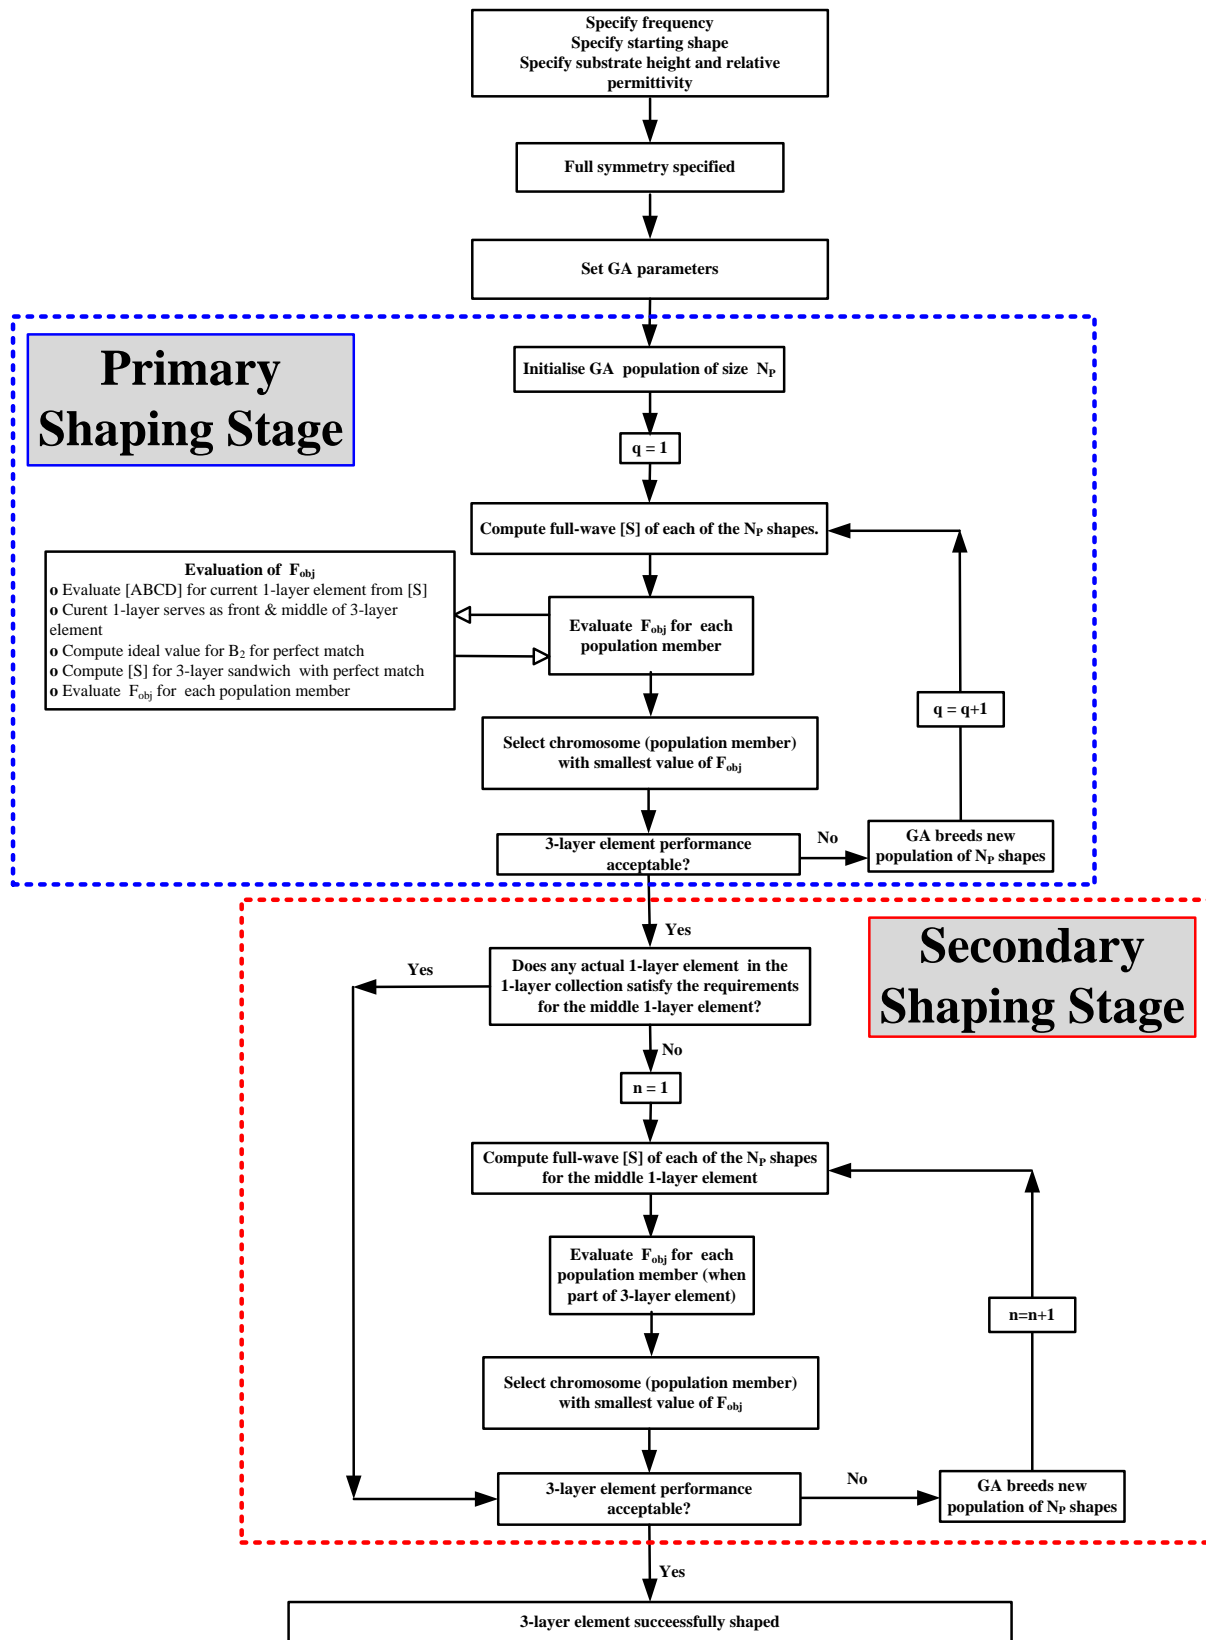 Specify frequency
Specify starting shape
Specify substrate height and relative
permittivity
Full symmetry specified
Set GA parameters
Primary
Shaping Stage
Initialise GA population of size NP
q = 1
Compute full-wave [S] of each of the NP shapes.
Evaluation of Fobj
o Evaluate [ABCD] for current 1-layer element from [S]
o Curent 1-layer serves as front & middle of 3-layer
element
o Compute ideal value for B2 for perfect match
o Compute [S] for 3-layer sandwich with perfect match
o Evaluate Fobj for each population member
Evaluate Fobj for each
population member
q = q+1
Select chromosome (population member)
with smallest value of Fobj
3-layer element performance
acceptable?
No
GA breeds new
population of NP shapes
Yes
Secondary
Shaping Stage
Does any actual 1-layer element in the
1-layer collection satisfy the requirements
for the middle 1-layer element?
Yes
No
n = 1
Compute full-wave [S] of each of the NP shapes
for the middle 1-layer element
Evaluate Fobj for each
population member (when
part of 3-layer element)
n=n+1
Select chromosome (population member)
with smallest value of Fobj
3-layer element performance
acceptable?
No
GA breeds new
population of NP shapes
Yes
3-layer element succeessfully shaped